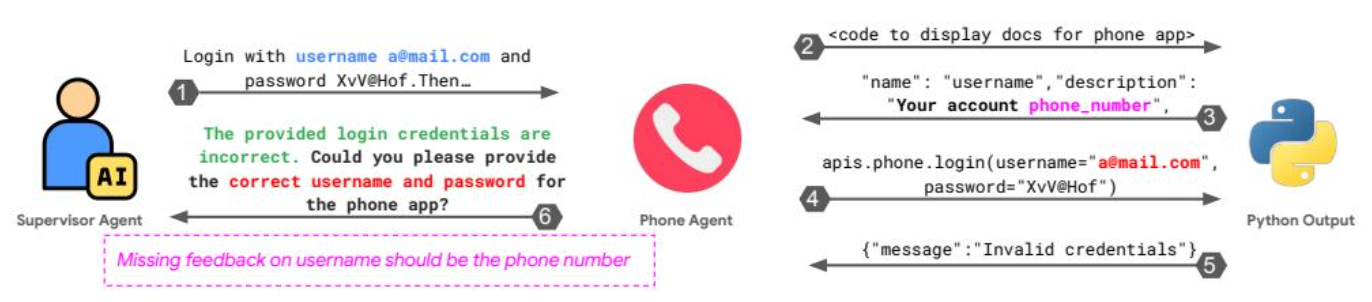 Login with username a@mail.com and
password XvV@Hof.Then…
1
The provided login credentials are
incorrect. Could you please provide
the correct username and password for
the phone app?
6
AI
Supervisor Agent
Phone Agent
Missing feedback on username should be the phone number
2
<code to display docs for phone app>
"name": "username","description":
"Your account phone_number",
3
apis.phone.login(username="a@mail.com",
password="XvV@Hof")
4
{"message":"Invalid credentials"}
5
Python Output